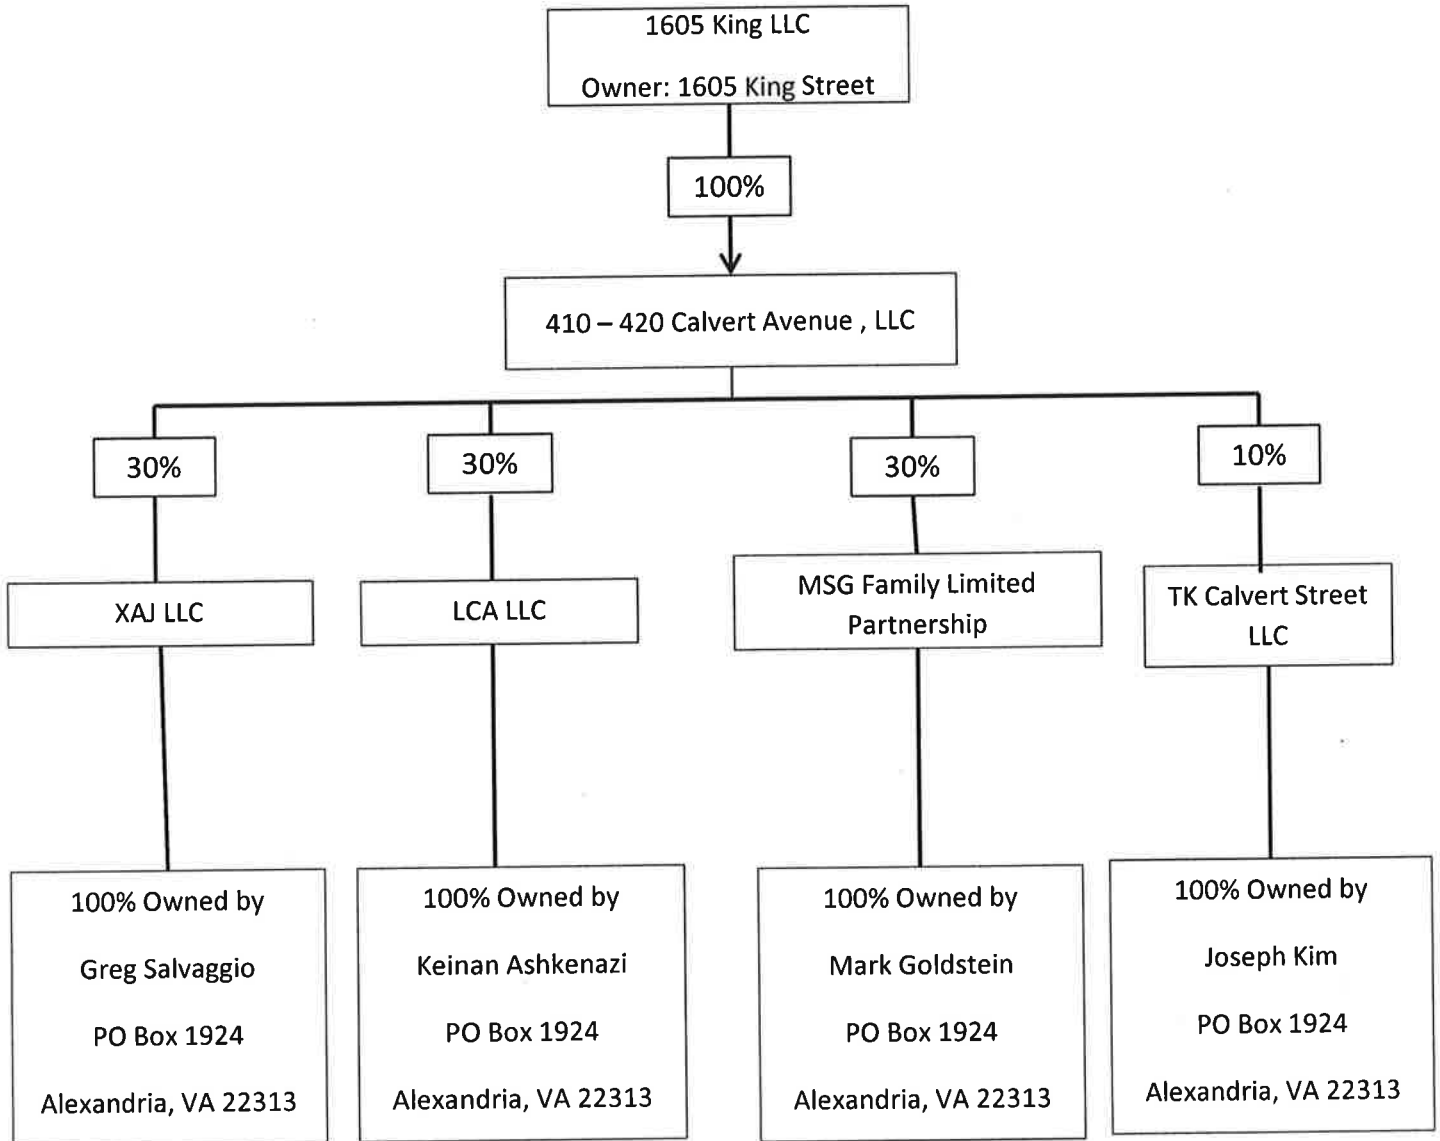 1605 King LLC
Owner: 1605 King Street
100%
410 – 420 Calvert Avenue , LLC
30%
30%
30%
10%
XAJ LLC
LCA LLC
MSG Family Limited
Partnership
TK Calvert Street
LLC
100% Owned by
Greg Salvaggio
PO Box 1924
Alexandria, VA 22313
100% Owned by
Keinan Ashkenazi
PO Box 1924
Alexandria, VA 22313
100% Owned by
Mark Goldstein
PO Box 1924
Alexandria, VA 22313
100% Owned by
Joseph Kim
PO Box 1924
Alexandria, VA 22313